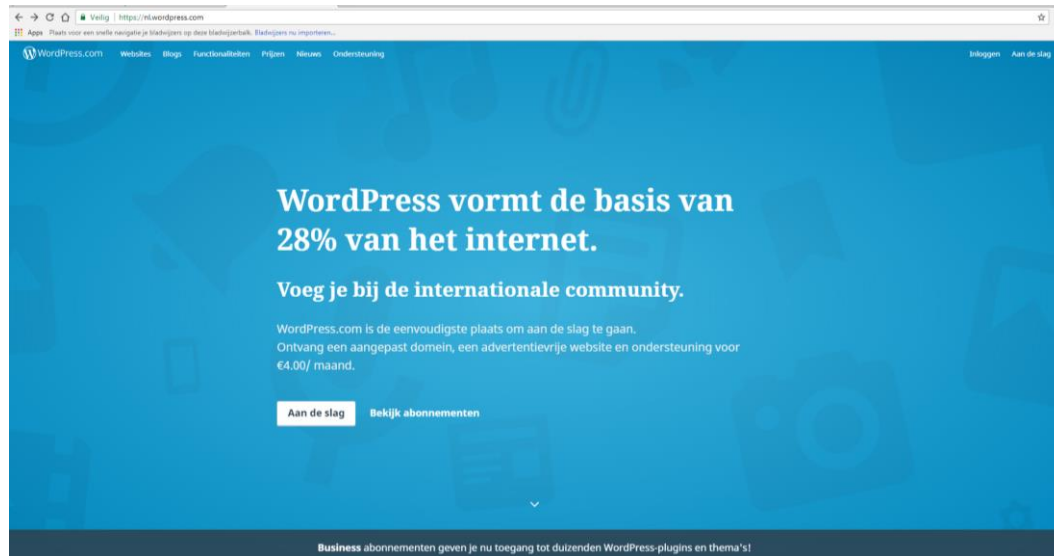 Veilig | https://nl.wordpress.com
Apps Plaats voor een snelle navigatie je bladwijzers op deze bladwijzerbalk. Bladwijzers nu importeren...
WordPress.com Websites Blogs Functionaliteiten Prijzen Nieuws Ondersteuning Inloggen Aan de slag
WordPress vormt de basis van
28% van het internet.
Voeg je bij de internationale community.
WordPress.com is de eenvoudigste plaats om aan de slag te gaan.
Ontvang een aangepast domein, een advertentievrije website en ondersteuning voor
€4.00/ maand.
Aan de slag Bekijk abonnementen
Business abonnementen geven je nu toegang tot duizenden WordPress-plugins en thema's!